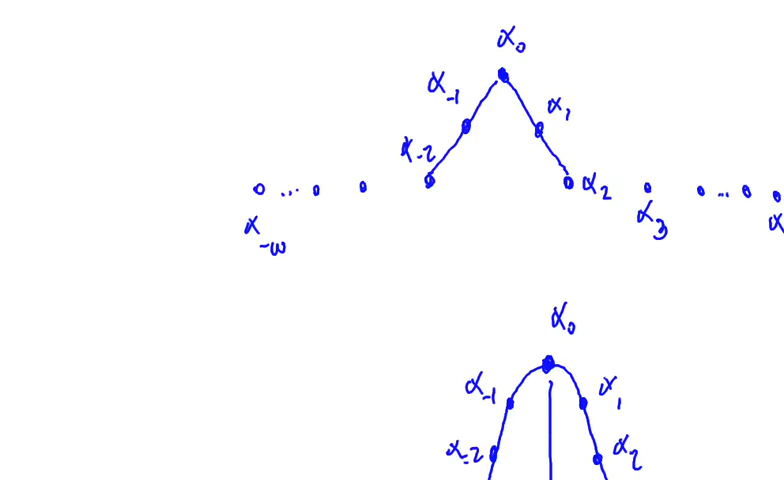 α₀
α₋₁ α₁
α₋₂ α₂
... ...
α₋ω α₃ α
α₀
α₋₁ α₁
α₋₂ α₂